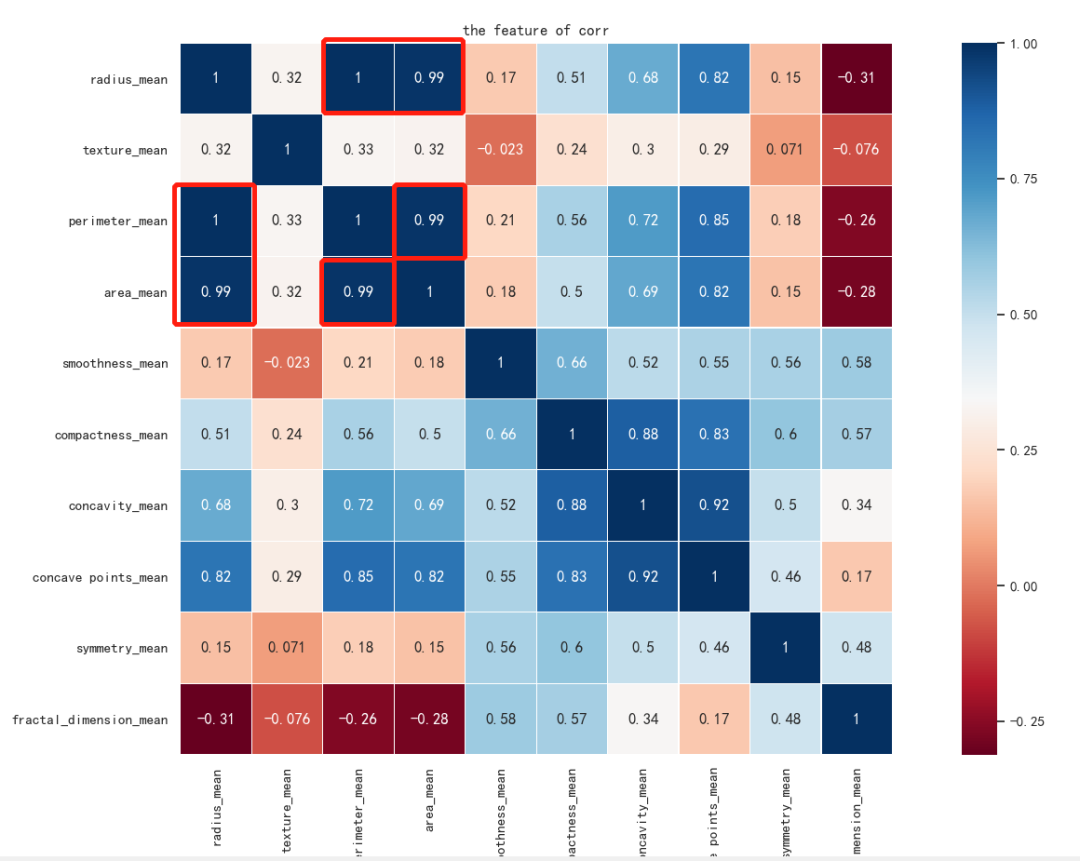 the feature of corr
1.00
radius_mean 1 0.32 1 0.99 0.17 0.51 0.68 0.82 0.15 -0.31
texture_mean 0.32 1 0.33 0.32 -0.023 0.24 0.3 0.29 0.071 -0.076
0.75
perimeter_mean 1 0.33 1 0.99 0.21 0.56 0.72 0.85 0.18 -0.26
area_mean 0.99 0.32 0.99 1 0.18 0.5 0.69 0.82 0.15 -0.28
0.50
smoothness_mean 0.17 -0.023 0.21 0.18 1 0.66 0.52 0.55 0.56 0.58
compactness_mean 0.51 0.24 0.56 0.5 0.66 1 0.88 0.83 0.6 0.57
0.25
concavity_mean 0.68 0.3 0.72 0.69 0.52 0.88 1 0.92 0.5 0.34
concave points_mean 0.82 0.29 0.85 0.82 0.55 0.83 0.92 1 0.46 0.17
0.00
symmetry_mean 0.15 0.071 0.18 0.15 0.56 0.6 0.5 0.46 1 0.48
fractal_dimension_mean -0.31 -0.076 -0.26 -0.28 0.58 0.57 0.34 0.17 0.48 1
-0.25
radius_mean
texture_mean
rimeter_mean
area_mean
othness_mean
actness_mean
ncavity_mean
points_mean
symmetry_mean
mension_mean